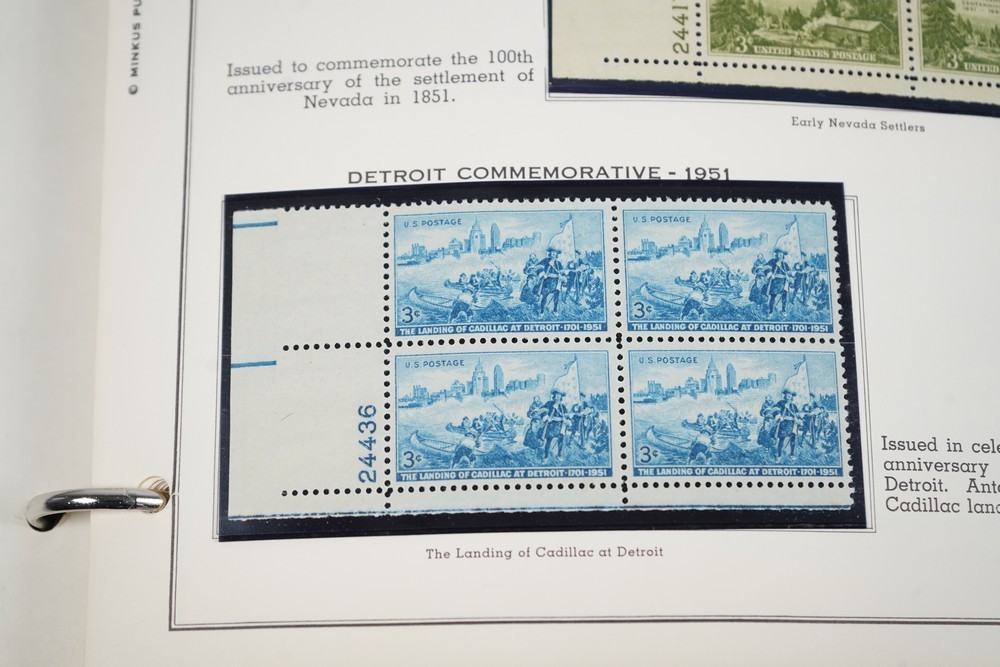 © MINKUS PU
2441
3¢ UNITED STATES POSTAGE
3¢ UNITED
Issued to commemorate the 100th
anniversary of the settlement of
Nevada in 1851.
Early Nevada Settlers
DETROIT COMMEMORATIVE - 1951
U.S. POSTAGE
3¢
THE LANDING OF CADILLAC AT DETROIT·1701-1951
U.S. POSTAGE
3¢
THE LANDING OF CADILLAC AT DETROIT·1701-1951
U.S. POSTAGE
3¢
THE LANDING OF CADILLAC AT DETROIT·1701-1951
U.S. POSTAGE
3¢
THE LANDING OF CADILLAC AT DETROIT·1701-1951
24436
The Landing of Cadillac at Detroit
Issued in cele
anniversary
Detroit. Anto
Cadillac land